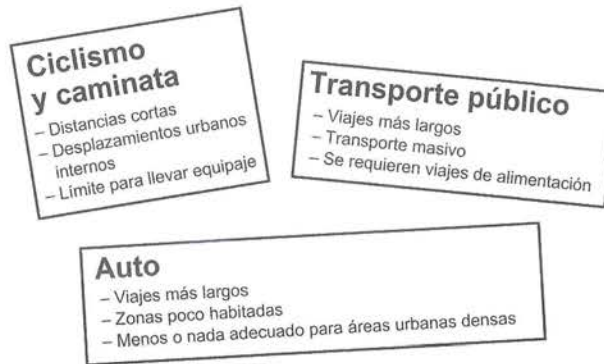 Ciclismo
y caminata
– Distancias cortas
– Desplazamientos urbanos
internos
– Límite para llevar equipaje
Transporte público
– Viajes más largos
– Transporte masivo
– Se requieren viajes de alimentación
Auto
– Viajes más largos
– Zonas poco habitadas
– Menos o nada adecuado para áreas urbanas densas